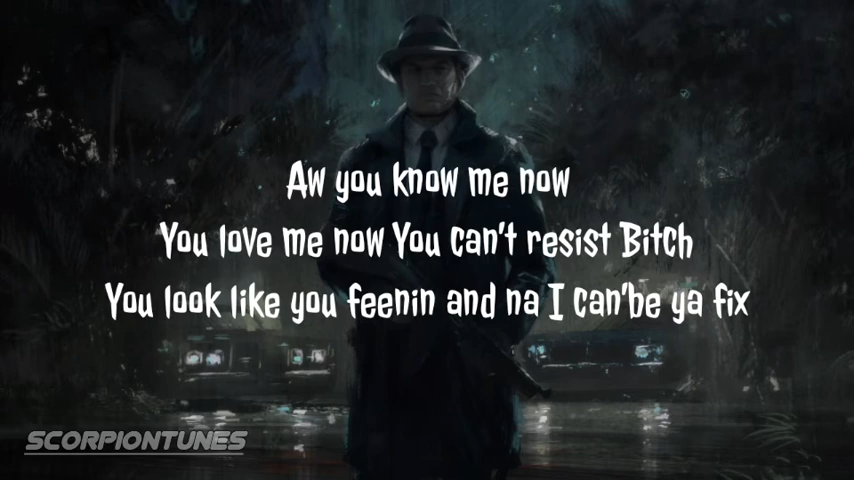 Aw you know me now
You love me now You can't resist Bitch
You look like you feenin and na I can'be ya fix
SCORPIONTUNES